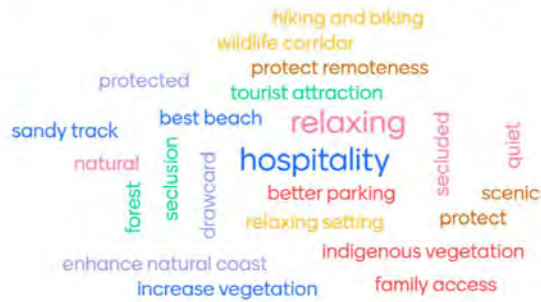 hiking and biking
wildlife corridor
protect remoteness
protected
tourist attraction
best beach
relaxing
sandy track
secluded
quiet
natural
seclusion
hospitality
forest
drawcard
better parking
scenic
relaxing setting
protect
indigenous vegetation
enhance natural coast
family access
increase vegetation